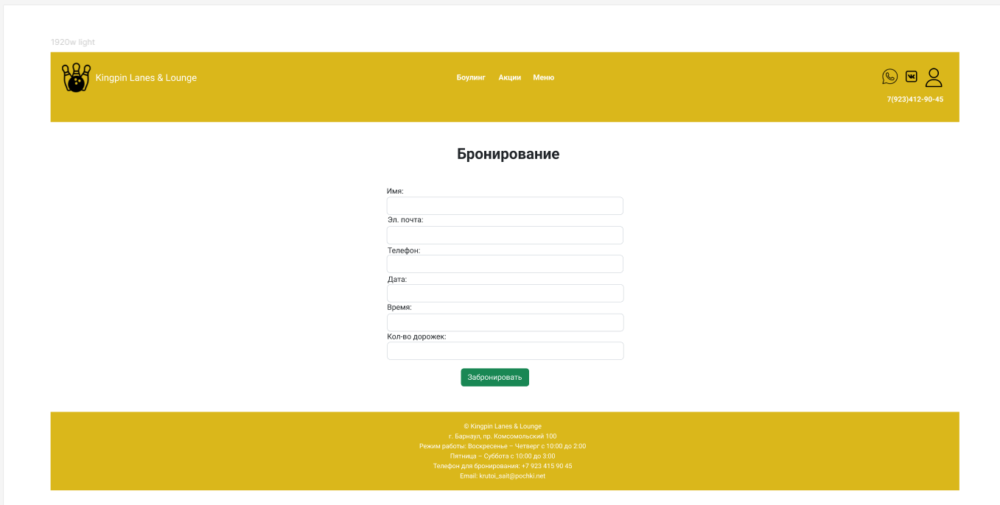 1920w light
Kingpin Lanes & Lounge
Боулинг Акции Меню
7(923)412-90-45
Бронирование
Имя:
Эл. почта:
Телефон:
Дата:
Время:
Кол-во дорожек:
Забронировать
© Kingpin Lanes & Lounge
г. Барнаул, пр. Комсомольский 100
Режим работы: Воскресенье – Четверг с 10:00 до 2:00
Пятница – Суббота с 10:00 до 3:00
Телефон для бронирования: +7 923 415 90 45
Email: krutoi_sait@pochki.net